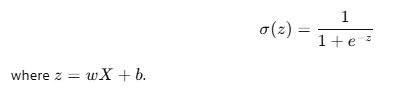 σ(z) = 1 / (1 + e^{-z})
where z = wX + b.